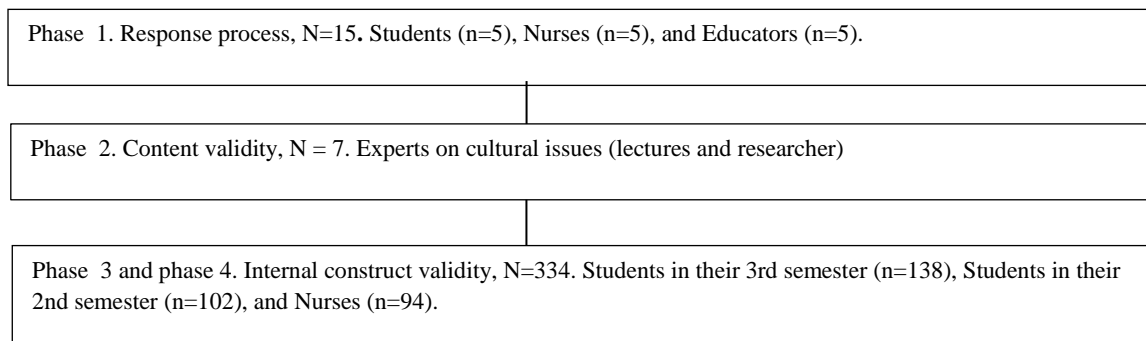 Phase 1. Response process, N=15. Students (n=5), Nurses (n=5), and Educators (n=5).
Phase 2. Content validity, N = 7. Experts on cultural issues (lectures and researcher)
Phase 3 and phase 4. Internal construct validity, N=334. Students in their 3rd semester (n=138), Students in their
2nd semester (n=102), and Nurses (n=94).